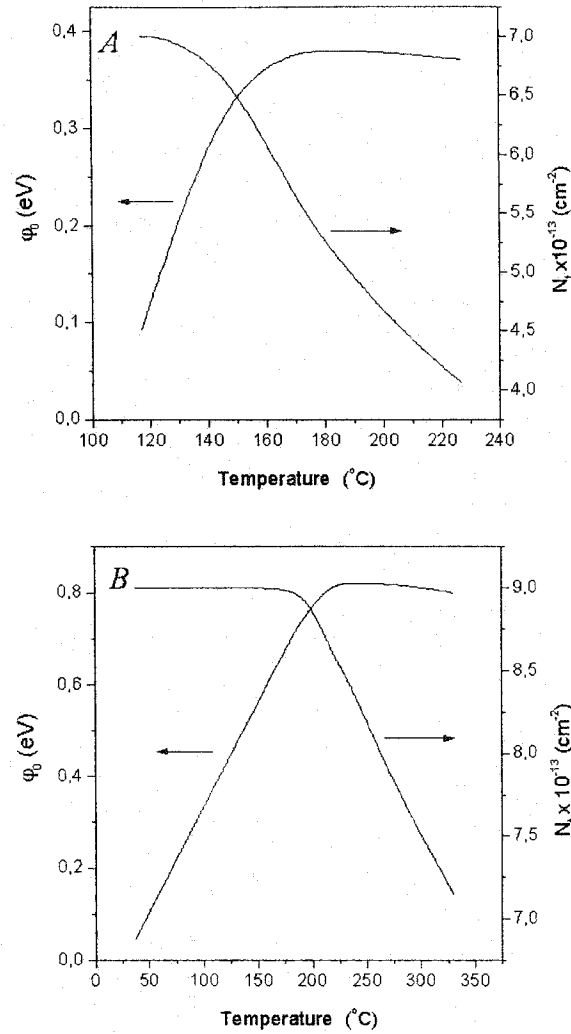 A
0,4
0,3
0,2
0,1
0,0
φ0 (eV)
7,0
6,5
6,0
5,5
5,0
4,5
4,0
Nt x10-13 (cm-2)
100 120 140 160 180 200 220 240
Temperature (°C)
B
0,8
0,6
0,4
0,2
0,0
φ0 (eV)
9,0
8,5
8,0
7,5
7,0
Nt x 10-13 (cm-2)
0 50 100 150 200 250 300 350
Temperature (°C)